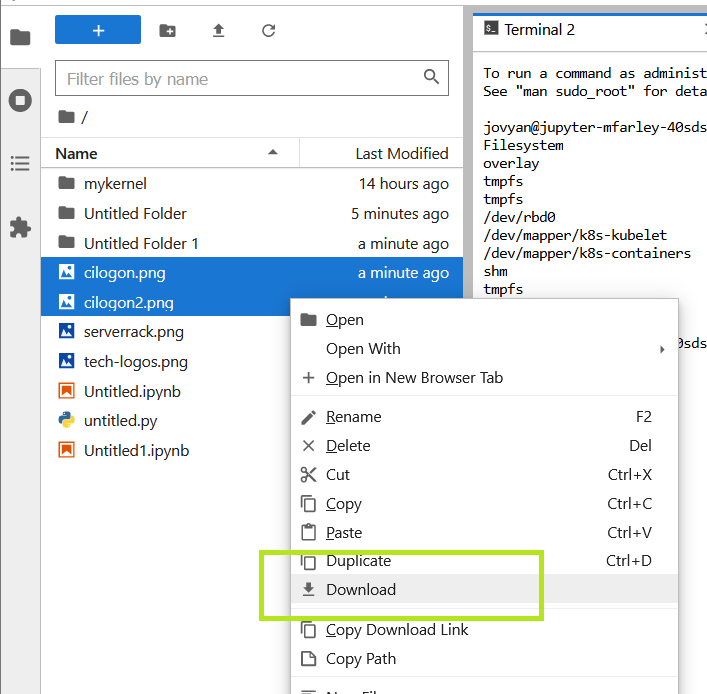 +
Filter files by name
/
Name Last Modified
mykernel 14 hours ago
Untitled Folder 5 minutes ago
Untitled Folder 1 a minute ago
cilogon.png a minute ago
cilogon2.png
serverrack.png
tech-logos.png
Untitled.ipynb
untitled.py
Untitled1.ipynb
Open
Open With
Open in New Browser Tab
Rename F2
Delete Del
Cut Ctrl+X
Copy Ctrl+C
Paste Ctrl+V
Duplicate Ctrl+D
Download
Copy Download Link
Copy Path
Terminal 2
To run a command as administ
See "man sudo_root" for deta
jovyan@jupyter-mfarley-40sds
Filesystem
overlay
tmpfs
tmpfs
/dev/rbd0
/dev/mapper/k8s-kubelet
/dev/mapper/k8s-containers
shm
tmpfs
0sds